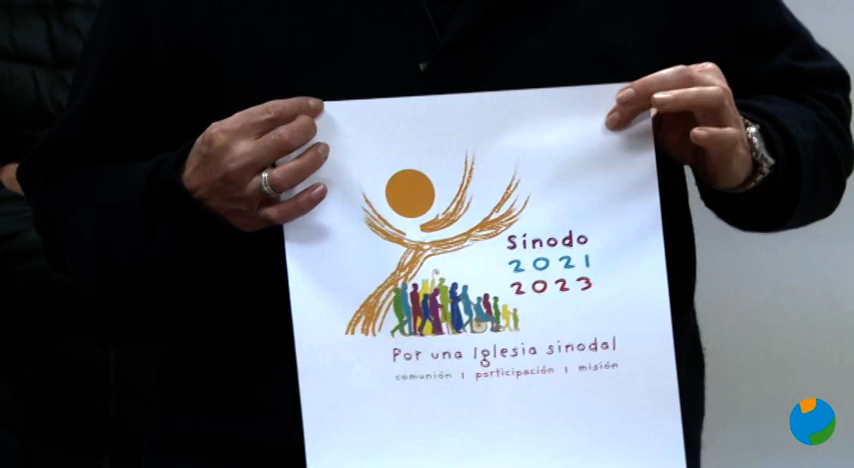 Sínodo
2021
2023
Por una Iglesia sinodal
comunión | participación | misión